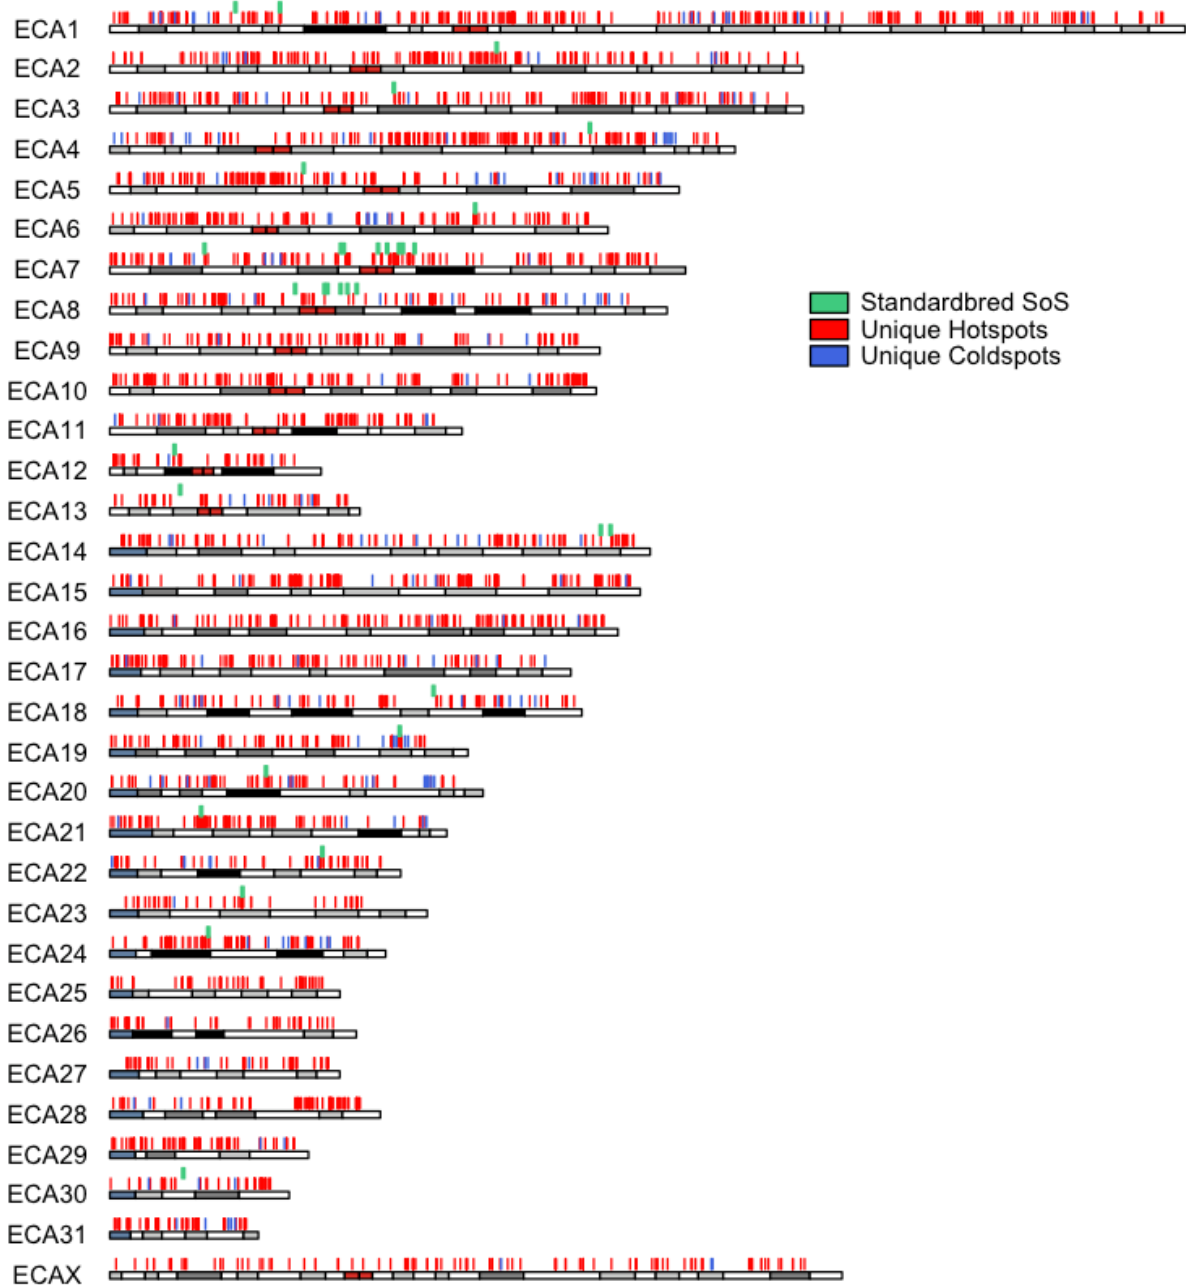 ECA1
ECA2
ECA3
ECA4
ECA5
ECA6
ECA7
ECA8
Standardbred SoS
Unique Hotspots
Unique Coldspots
ECA9
ECA10
ECA11
ECA12
ECA13
ECA14
ECA15
ECA16
ECA17
ECA18
ECA19
ECA20
ECA21
ECA22
ECA23
ECA24
ECA25
ECA26
ECA27
ECA28
ECA29
ECA30
ECA31
ECAX